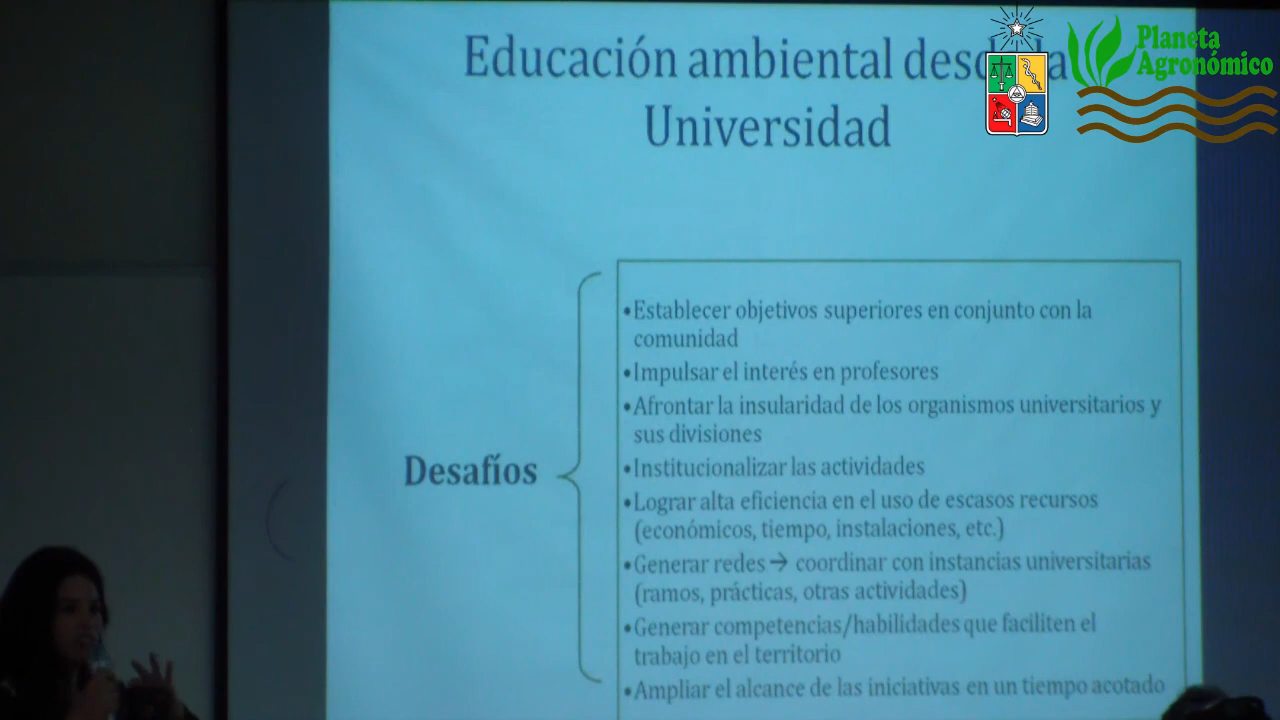 Educación ambiental desde la
Universidad
Planeta
Agronómico
Desafíos
•Establecer objetivos superiores en conjunto con la
comunidad
•Impulsar el interés en profesores
•Afrontar la insularidad de los organismos universitarios y
sus divisiones
•Institucionalizar las actividades
•Lograr alta eficiencia en el uso de escasos recursos
(económicos, tiempo, instalaciones, etc.)
•Generar redes→ coordinar con instancias universitarias
(ramos, prácticas, otras actividades)
•Generar competencias/habilidades que faciliten el
trabajo en el territorio
•Ampliar el alcance de las iniciativas en un tiempo acotado